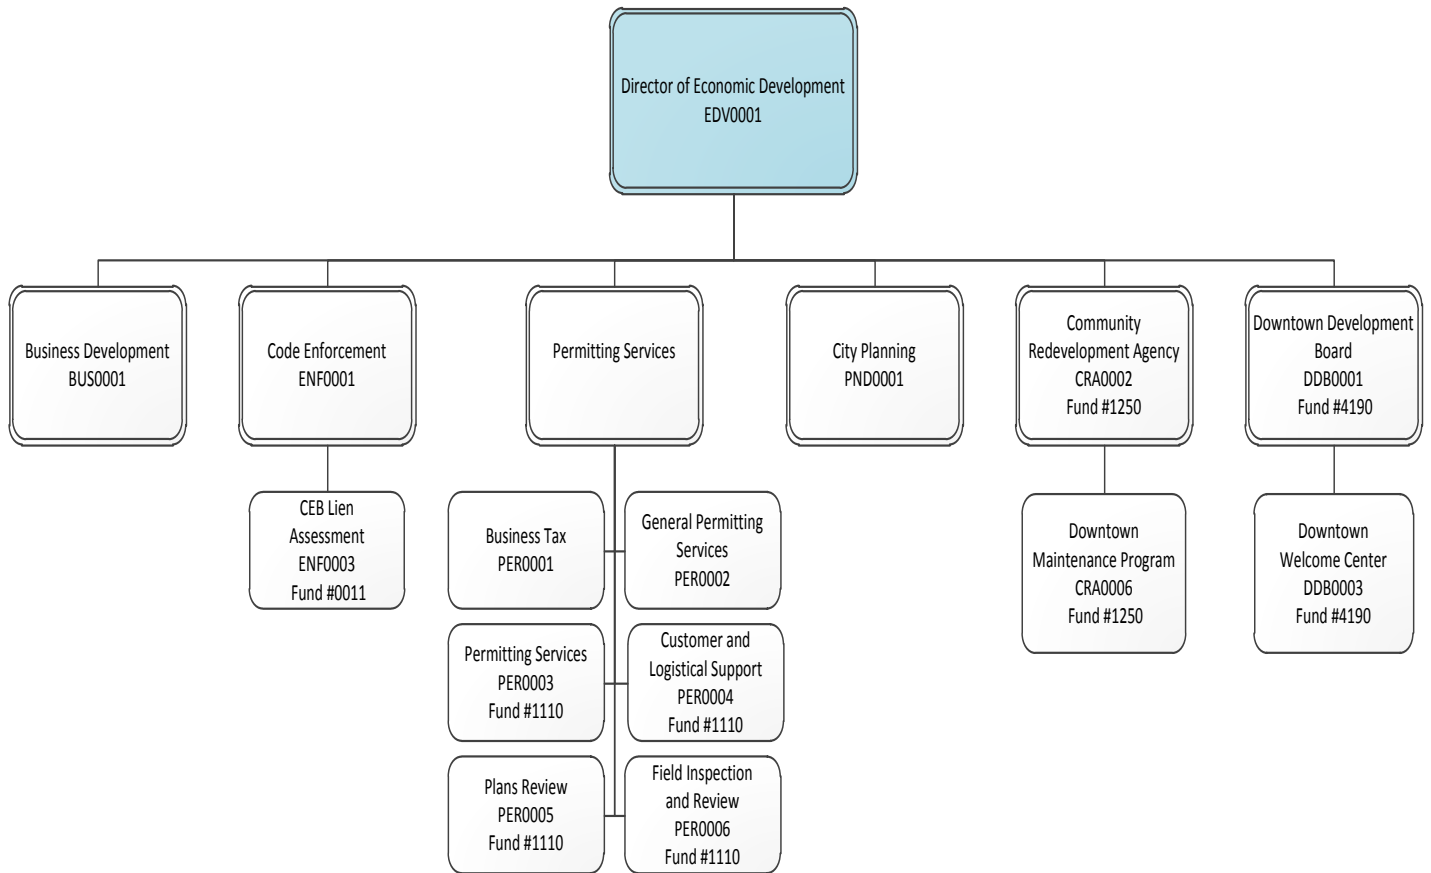 Director of Economic Development
EDV0001
Business Development
BUS0001
Code Enforcement
ENF0001
Permitting Services
City Planning
PND0001
Community
Redevelopment Agency
CRA0002
Fund #1250
Downtown Development
Board
DDB0001
Fund #4190
CEB Lien
Assessment
ENF0003
Fund #0011
Business Tax
PER0001
General Permitting
Services
PER0002
Downtown
Maintenance Program
CRA0006
Fund #1250
Downtown
Welcome Center
DDB0003
Fund #4190
Permitting Services
PER0003
Fund #1110
Customer and
Logistical Support
PER0004
Fund #1110
Plans Review
PER0005
Fund #1110
Field Inspection
and Review
PER0006
Fund #1110